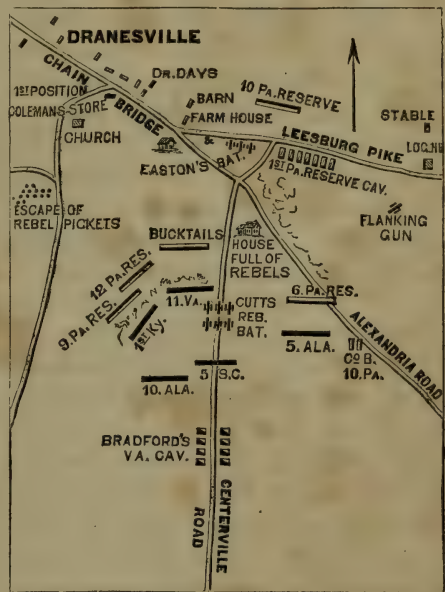 DRANESVILLE
CHAIN
BRIDGE
& LEESBURG PIKE
DR. DAYS
1ST POSITION
COLEMANS STORE
CHURCH
BARN
FARM HOUSE
10 PA. RESERVE
STABLE
EASTON'S BAT.
1ST PA. RESERVE CAV.
ESCAPE OF
REBEL PICKETS
FLANKING
GUN
BUCKTAILS
HOUSE
FULL OF
REBELS
12 PA. RES.
9. PA. RES.
1ST KY.
11. VA.
CUTTS
REB.
BAT.
6. PA. RES.
5. ALA.
CO B.
10. PA.
ALEXANDRIA ROAD
5 S.C.
10. ALA.
BRADFORD'S
VA. CAV.
CENTERVILLE
ROAD